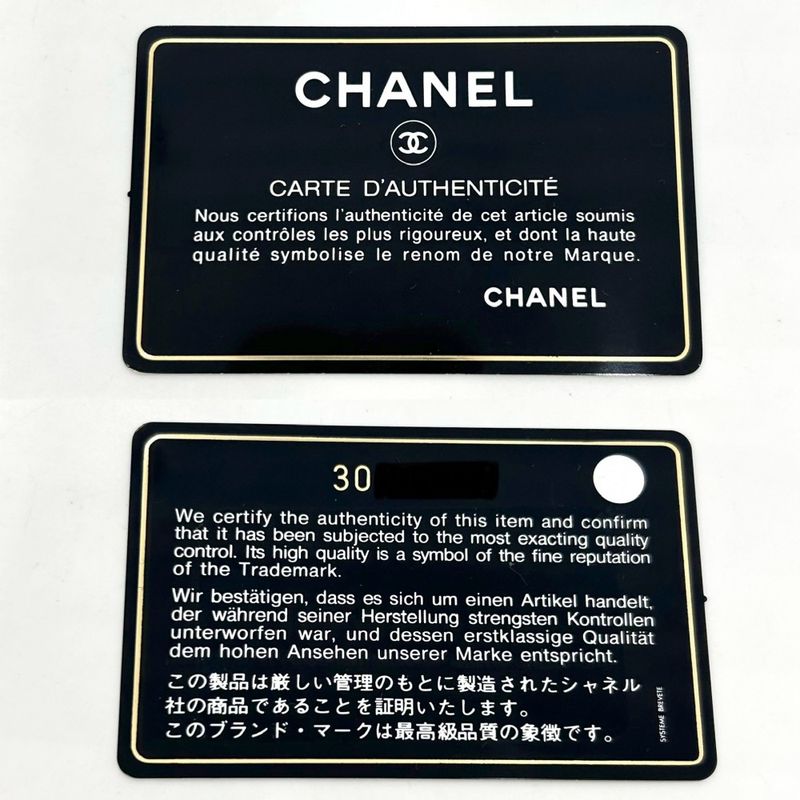 CHANEL
CARTE D'AUTHENTICITÉ
Nous certifions l'authenticité de cet article soumis
aux contrôles les plus rigoureux, et dont la haute
qualité symbolise le renom de notre Marque.
CHANEL
30
We certify the authenticity of this item and confirm
that it has been subjected to the most exacting quality
control. Its high quality is a symbol of the fine reputation
of the Trademark.
Wir bestätigen, dass es sich um einen Artikel handelt,
der während seiner Herstellung strengsten Kontrollen
unterworfen war, und dessen erstklassige Qualität
dem hohen Ansehen unserer Marke entspricht.
この製品は厳しい管理のもとに製造されたシャネル
社の商品であることを証明いたします。
このブランド・マークは最高級品質の象徴です。
SYSTEME BREVETE